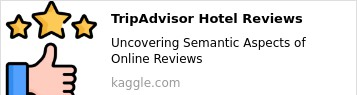 TripAdvisor Hotel Reviews
Uncovering Semantic Aspects of
Online Reviews
kaggle.com